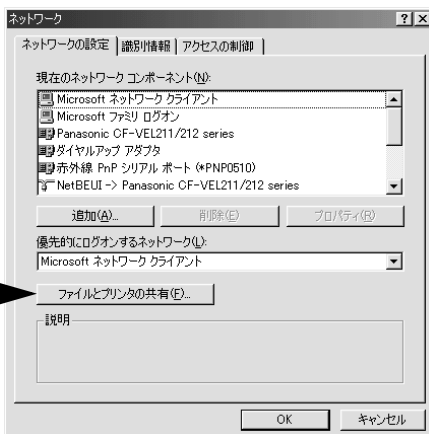 ネットワーク
ネットワークの設定 識別情報 アクセスの制御
現在のネットワーク コンポーネント(N):
Microsoft ネットワーク クライアント
Microsoft ファミリ ログオン
Panasonic CF-VEL211/212 series
ダイヤルアップ アダプタ
赤外線 PnP シリアル ポート (*PNP0510)
NetBEUI -> Panasonic CF-VEL211/212 series
追加(A)... 削除(E) プロパティ(R)
優先的にログオンするネットワーク(L):
Microsoft ネットワーク クライアント
ファイルとプリンタの共有(F)...
説明
OK キャンセル